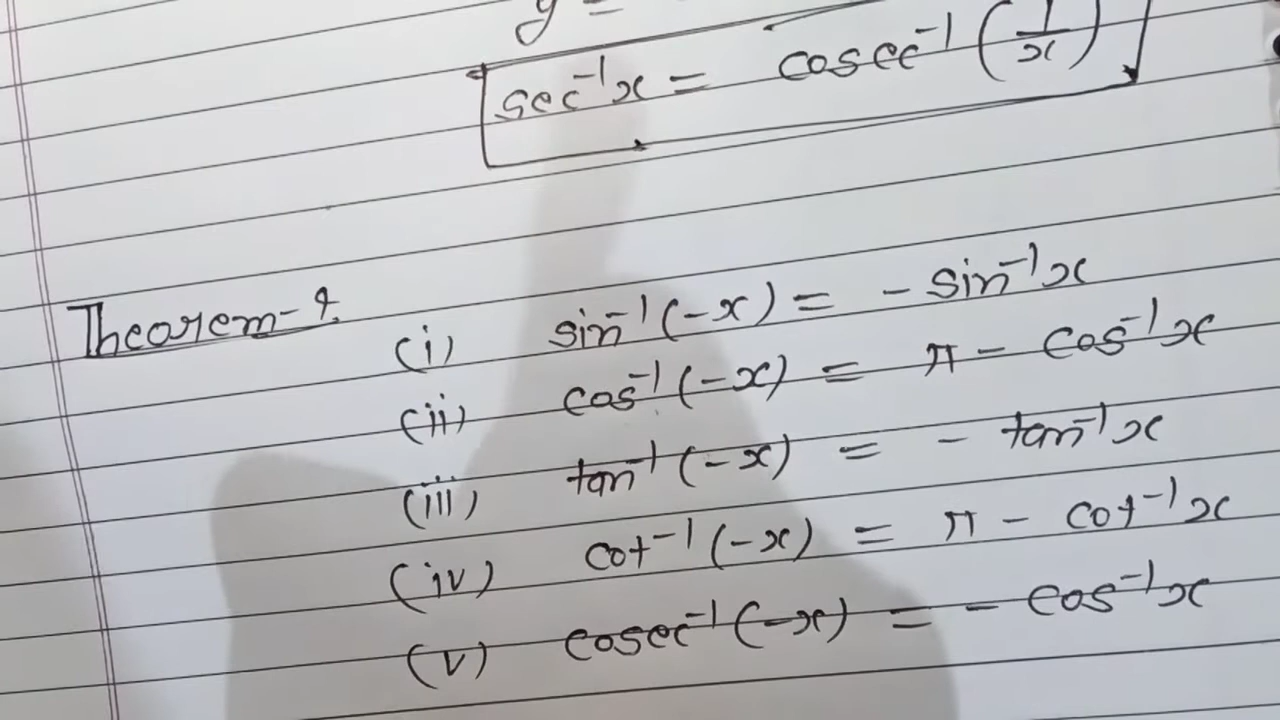 y =
sec⁻¹x = cosec⁻¹(1/x)
Theorem-2.
(i) sin⁻¹(-x) = - sin⁻¹x
(ii) cos⁻¹(-x) = π - cos⁻¹x
(iii) tan⁻¹(-x) = - tan⁻¹x
(iv) cot⁻¹(-x) = π - cot⁻¹x
(v) cosec⁻¹(-x) = - cos⁻¹x